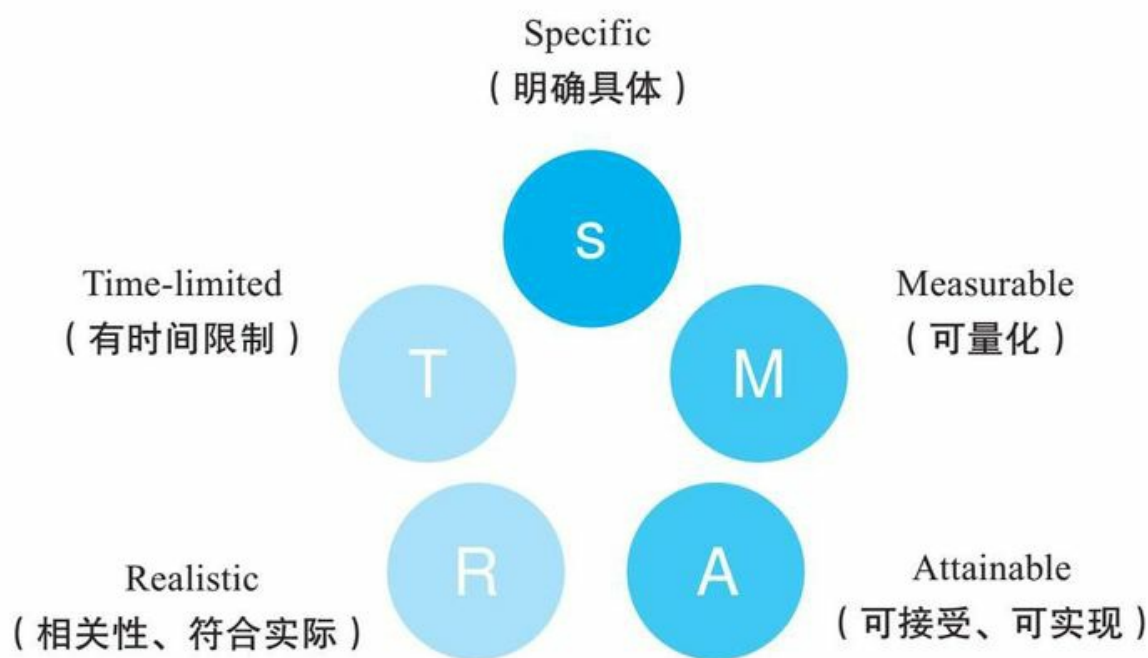 Specific
（明确具体）
S
Time-limited
（有时间限制）
T
Measurable
（可量化）
M
Realistic
（相关性、符合实际）
R
A
Attainable
（可接受、可实现）